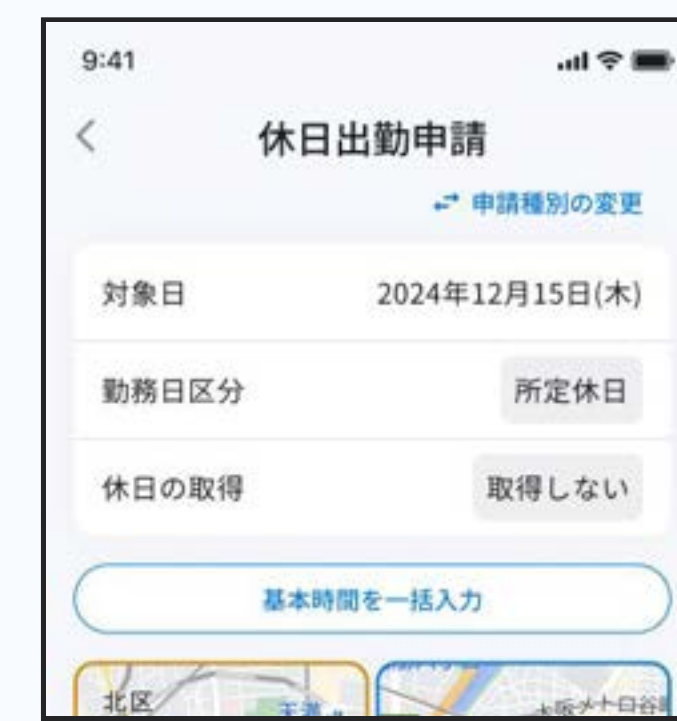 9:41
休日出勤申請
申請種別の変更
対象日 2024年12月15日(木)
勤務日区分 所定休日
休日の取得 取得しない
基本時間を一括入力
北区
天満